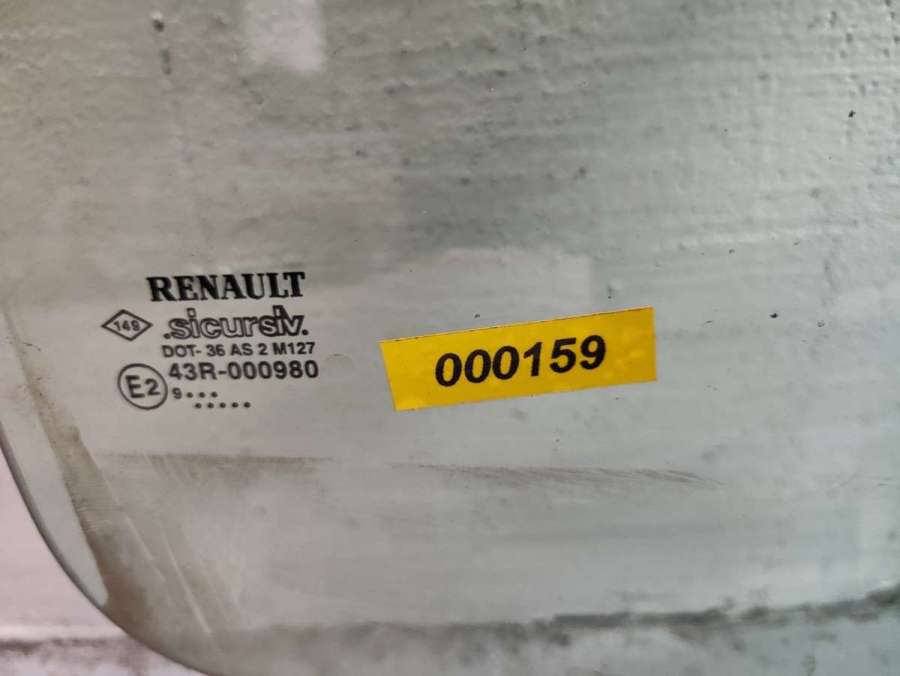 RENAULT
149
.sicursiv.
DOT- 36 AS 2 M127
E2
43R-000980
9•••
•••••
000159